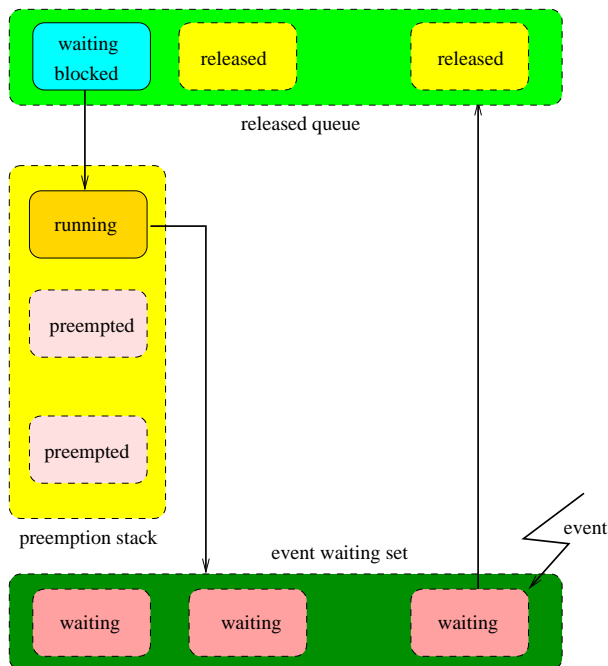 waiting
blocked
released
released
released queue
running
preempted
preempted
preemption stack
event
event waiting set
waiting
waiting
waiting